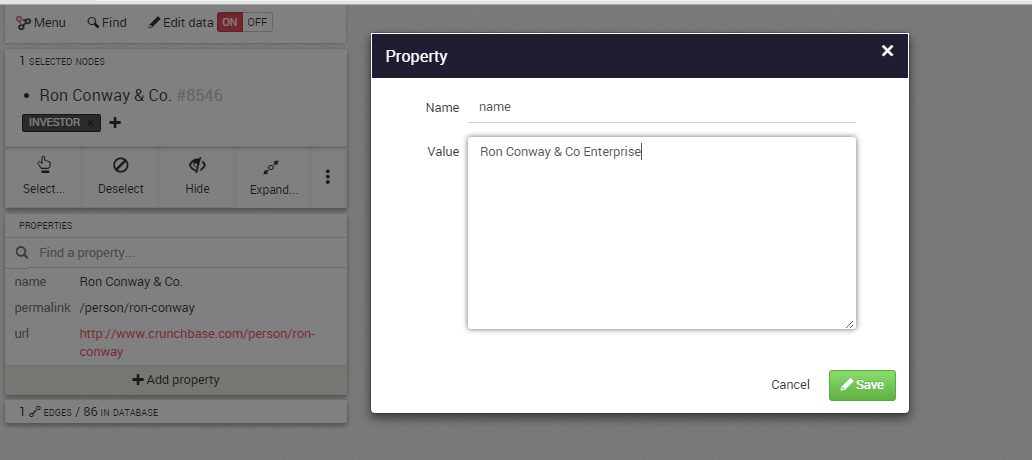 Menu Find Edit data ON OFF
1 SELECTED NODES
• Ron Conway & Co. #8546
INVESTOR ×
Select... Deselect Hide Expand...
PROPERTIES
Find a property...
name Ron Conway & Co.
permalink /person/ron-conway
url http://www.crunchbase.com/person/ron-
conway
Add property
1 EDGES / 86 IN DATABASE
Property ×
Name name
Value Ron Conway & Co Enterprise
Cancel Save